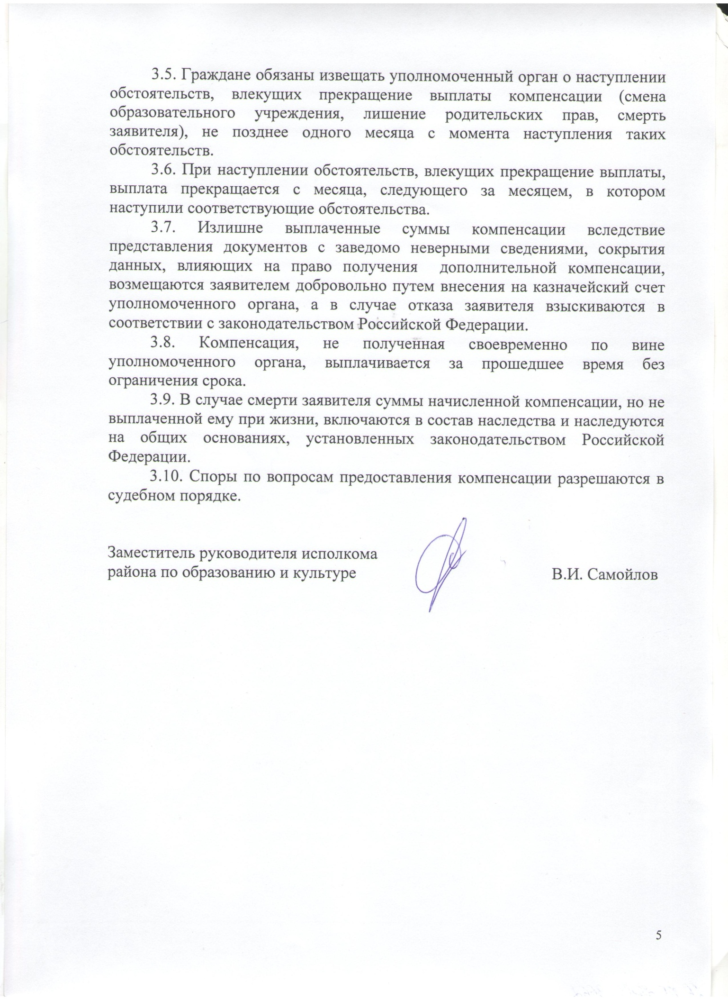 3.5. Граждане обязаны извещать уполномоченный орган о наступлении
обстоятельств, влекущих прекращение выплаты компенсации (смена
образовательного учреждения, лишение родительских прав, смерть
заявителя), не позднее одного месяца с момента наступления таких
обстоятельств.
3.6. При наступлении обстоятельств, влекущих прекращение выплаты,
выплата прекращается с месяца, следующего за месяцем, в котором
наступили соответствующие обстоятельства.
3.7. Излишне выплаченные суммы компенсации вследствие
представления документов с заведомо неверными сведениями, сокрытия
данных, влияющих на право получения дополнительной компенсации,
возмещаются заявителем добровольно путем внесения на казначейский счет
уполномоченного органа, а в случае отказа заявителя взыскиваются в
соответствии с законодательством Российской Федерации.
3.8. Компенсация, не полученная своевременно по вине
уполномоченного органа, выплачивается за прошедшее время без
ограничения срока.
3.9. В случае смерти заявителя суммы начисленной компенсации, но не
выплаченной ему при жизни, включаются в состав наследства и наследуются
на общих основаниях, установленных законодательством Российской
Федерации.
3.10. Споры по вопросам предоставления компенсации разрешаются в
судебном порядке.
Заместитель руководителя исполкома
района по образованию и культуре В.И. Самойлов
5